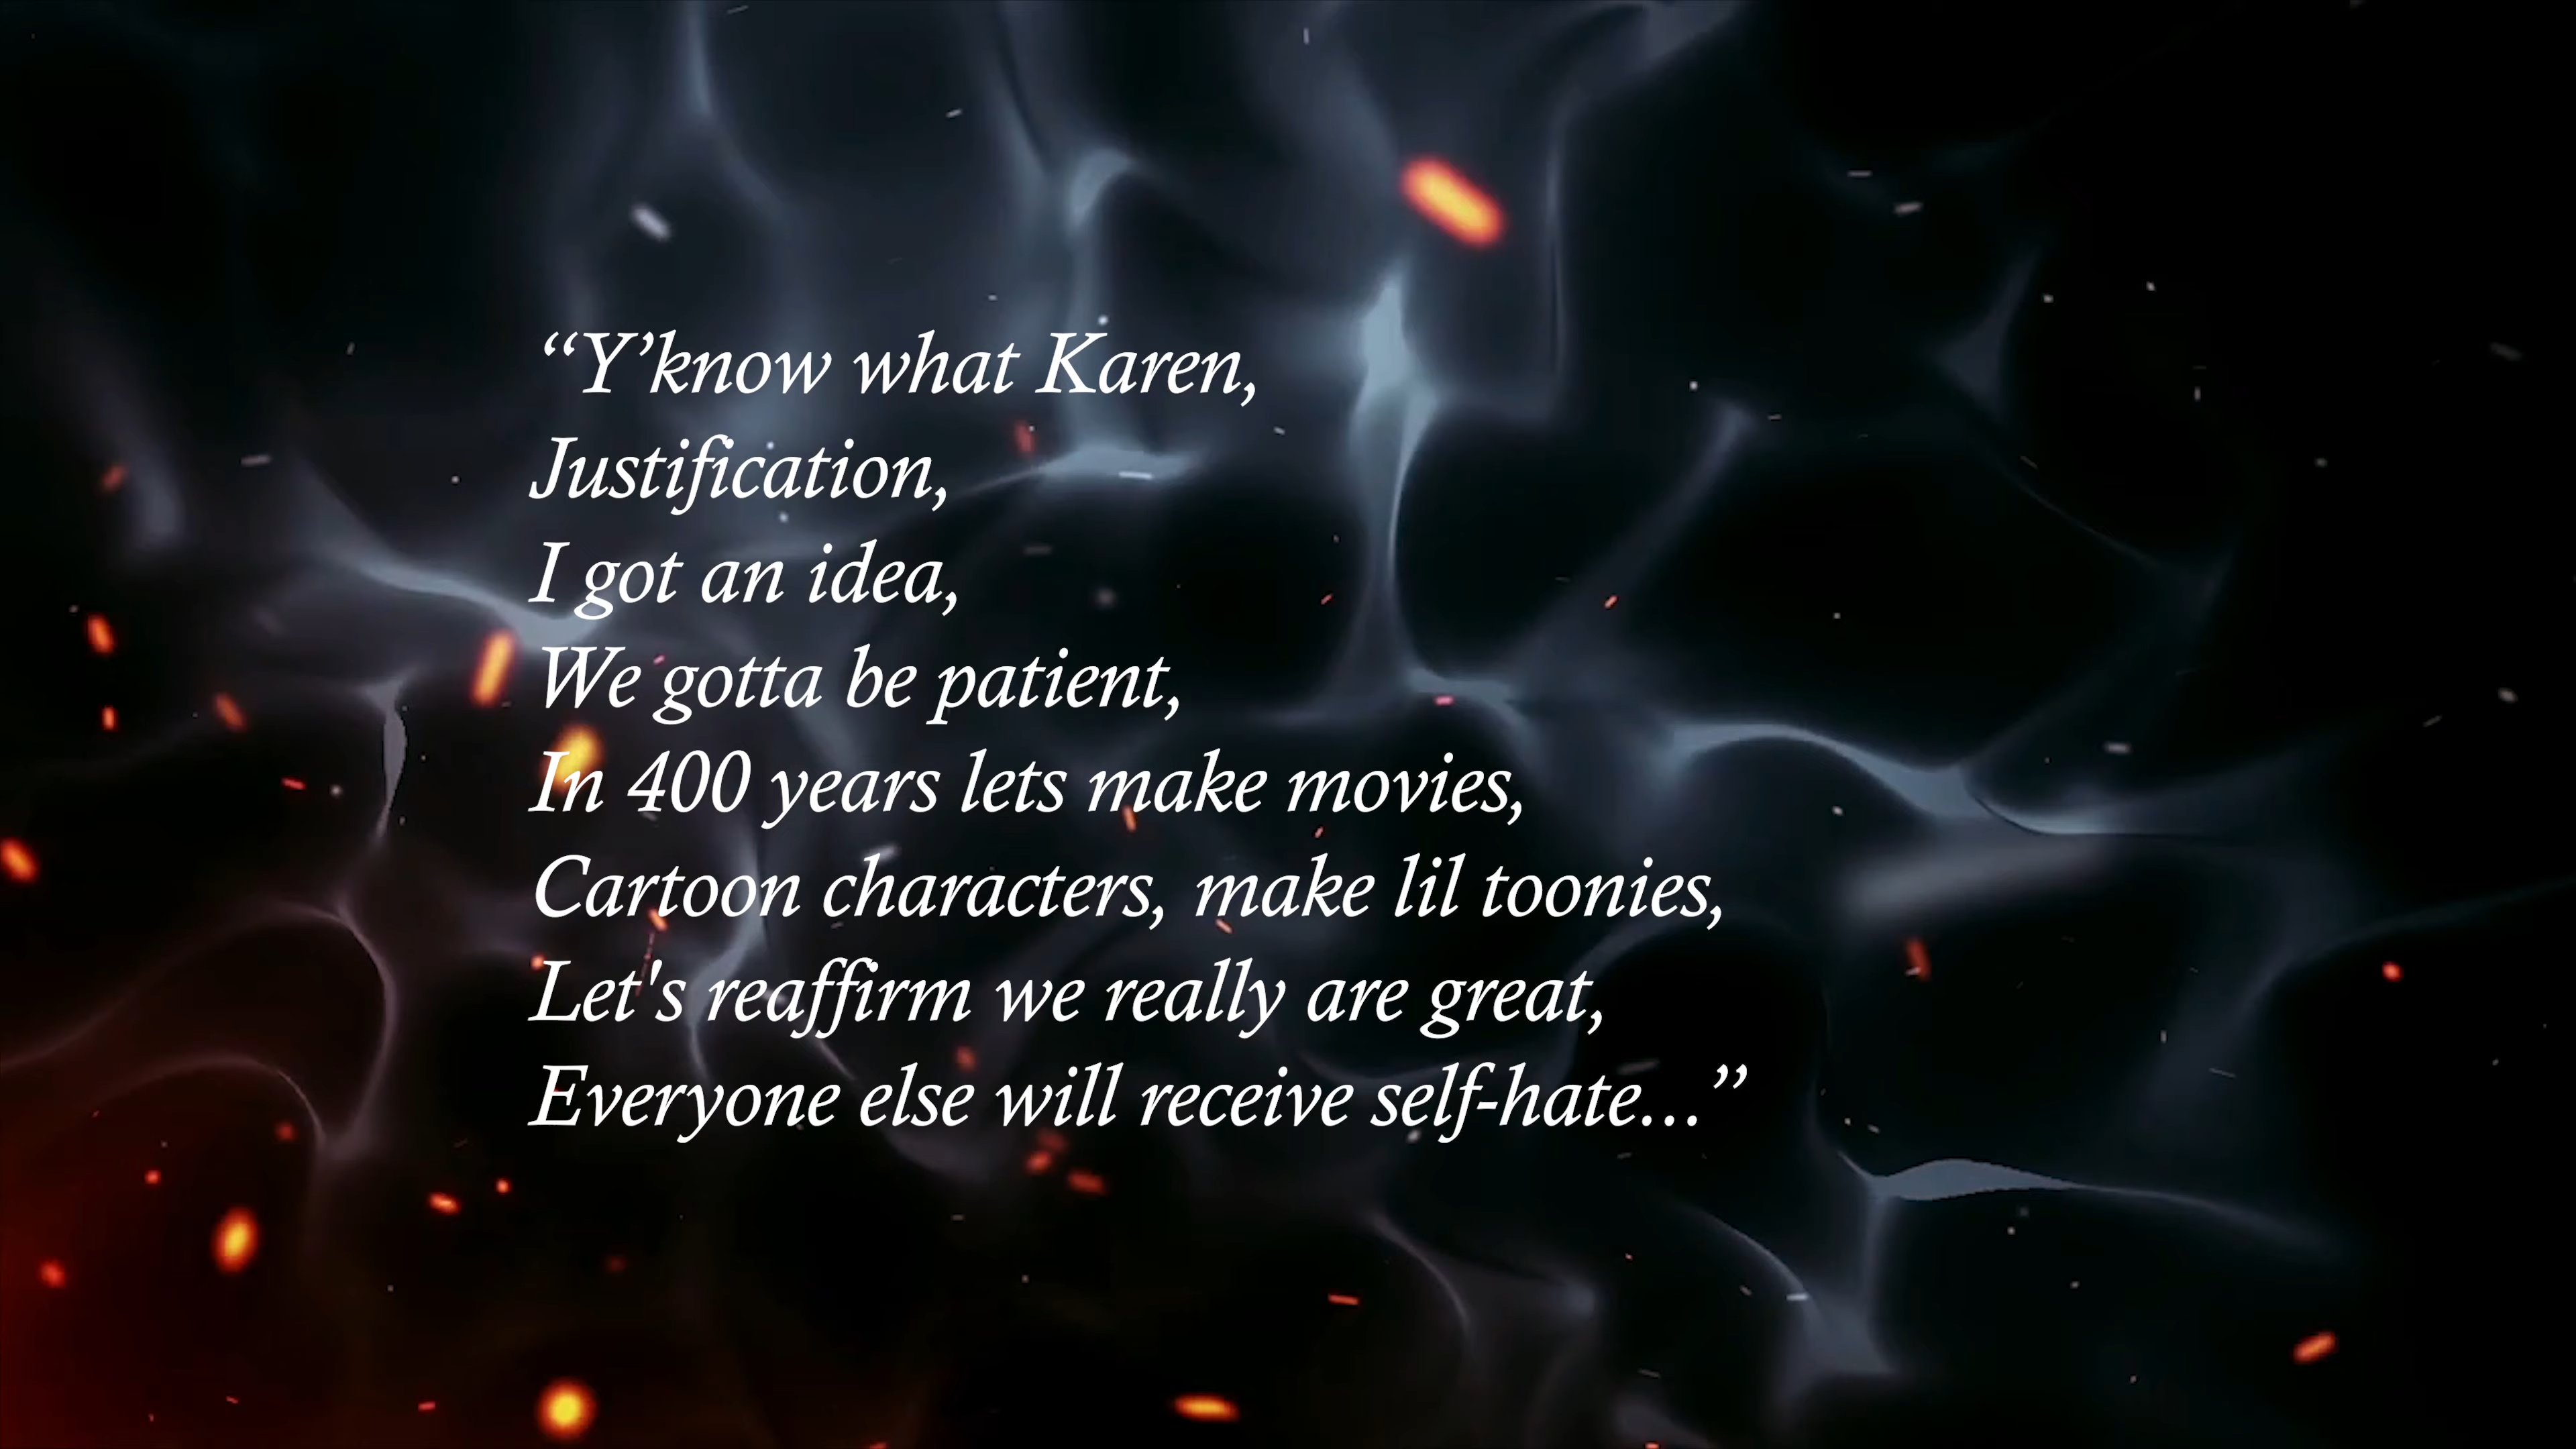 “Y’know what Karen,
Justification,
I got an idea,
We gotta be patient,
In 400 years lets make movies,
Cartoon characters, make lil toonies,
Let's reaffirm we really are great,
Everyone else will receive self-hate...”